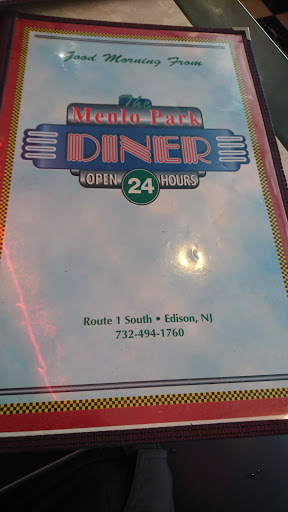 Good Morning From
The
Menlo Park
DINER
OPEN 24 HOURS
Route 1 South • Edison, NJ
732-494-1760